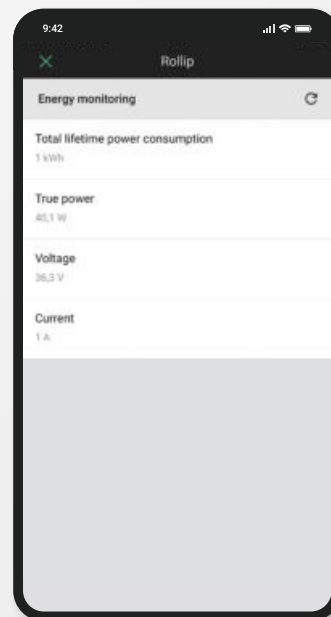 9:42
Rollip
Energy monitoring
Total lifetime power consumption
1 kWh
True power
40,1 W
Voltage
36,3 V
Current
1 A